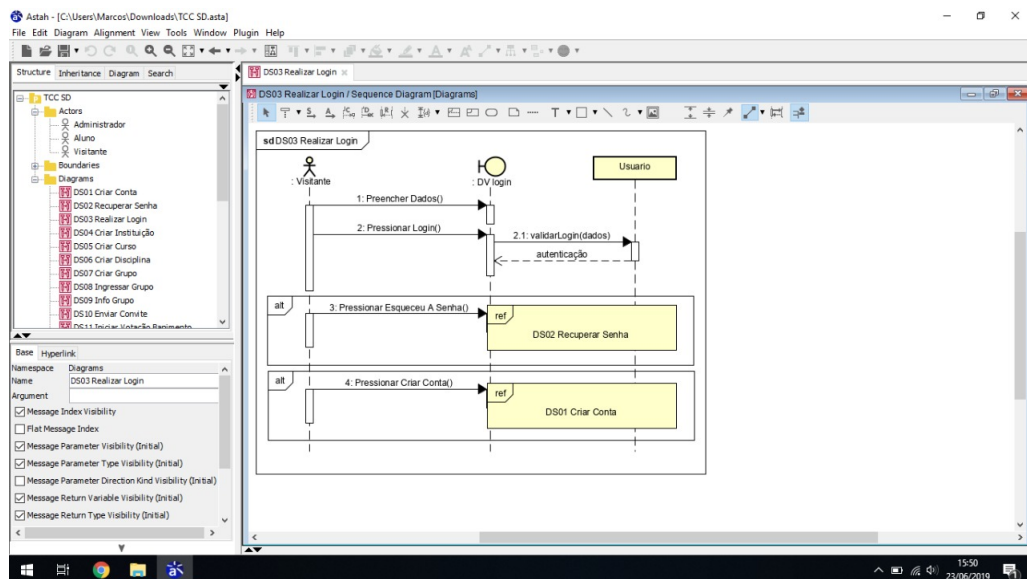 Astah - [C:\Users\Marcos\Downloads\TCC SD.asta]
File Edit Diagram Alignment View Tools Window Plugin Help
Structure Inheritance Diagram Search
TCC SD
Actors
Administrador
Aluno
Visitante
Boundaries
Diagrams
DS01 Criar Conta
DS02 Recuperar Senha
DS03 Realizar Login
DS04 Criar Instituição
DS05 Criar Curso
DS06 Criar Disciplina
DS07 Criar Grupo
DS08 Ingressar Grupo
DS09 Info Grupo
DS10 Enviar Convite
DS11 Iniciar Votação Banimento
Base Hyperlink
Namespace Diagrams
Name DS03 Realizar Login
Argument
Message Index Visibility
Flat Message Index
Message Parameter Visibility (Initial)
Message Parameter Type Visibility (Initial)
Message Parameter Direction Kind Visibility (Initial)
Message Return Variable Visibility (Initial)
Message Return Type Visibility (Initial)
DS03 Realizar Login
DS03 Realizar Login / Sequence Diagram [Diagrams]
sd DS03 Realizar Login
: Visitante
: DV login
Usuario
1: Preencher Dados()
2: Pressionar Login()
2.1: validarLogin(dados)
autenticação
alt
3: Pressionar Esqueceu A Senha()
ref
DS02 Recuperar Senha
alt
4: Pressionar Criar Conta()
ref
DS01 Criar Conta
15:50
23/06/2019